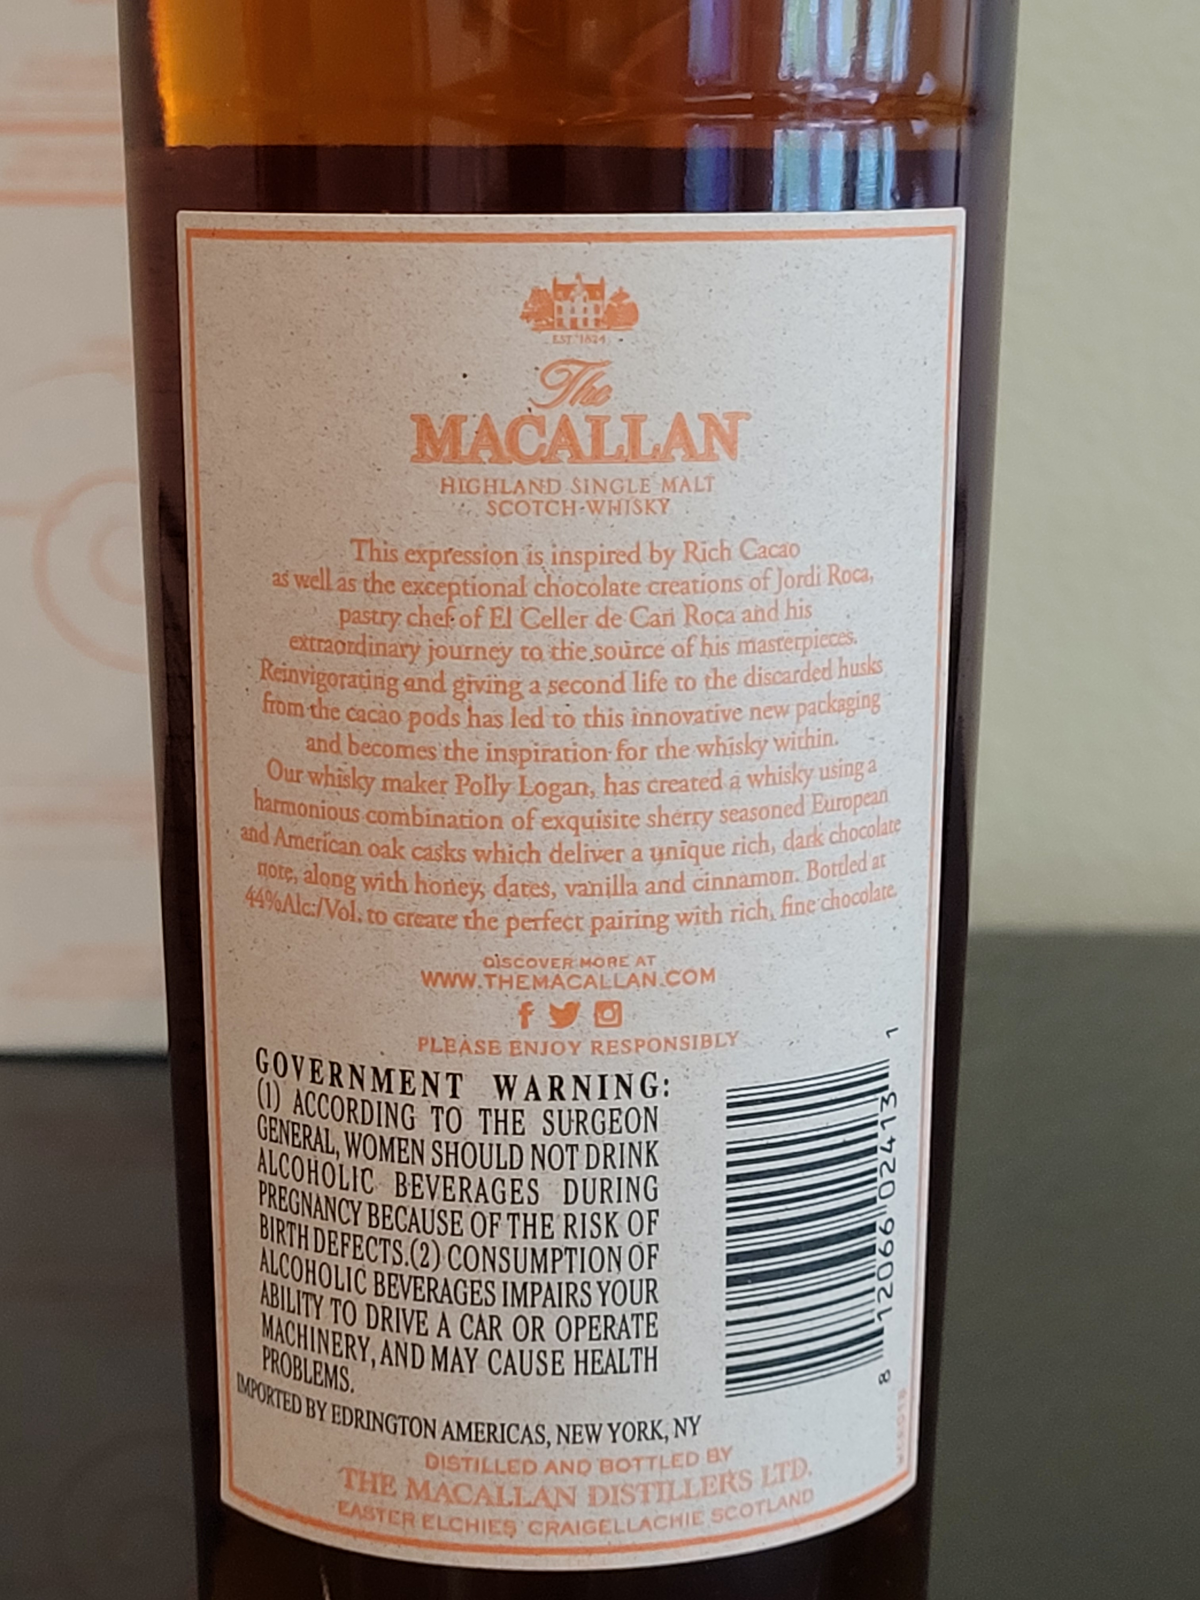 EST 1824
The
MACALLAN
HIGHLAND SINGLE MALT
SCOTCH WHISKY
This expression is inspired by Rich Cacao
as well as the exceptional chocolate creations of Jordi Roca,
pastry chef of El Celler de Can Roca and his
extraordinary journey to the source of his masterpieces.
Reinvigorating and giving a second life to the discarded husks
from the cacao pods has led to this innovative new packaging
and becomes the inspiration for the whisky within.
Our whisky maker Polly Logan, has created a whisky using a
harmonious combination of exquisite sherry seasoned European
and American oak casks which deliver a unique rich, dark chocolate
note, along with honey, dates, vanilla and cinnamon. Bottled at
44%Alc./Vol. to create the perfect pairing with rich, fine chocolate.
DISCOVER MORE AT
WWW.THEMACALLAN.COM
PLEASE ENJOY RESPONSIBLY
GOVERNMENT WARNING:
(1) ACCORDING TO THE SURGEON
GENERAL, WOMEN SHOULD NOT DRINK
ALCOHOLIC BEVERAGES DURING
PREGNANCY BECAUSE OF THE RISK OF
BIRTH DEFECTS.(2) CONSUMPTION OF
ALCOHOLIC BEVERAGES IMPAIRS YOUR
ABILITY TO DRIVE A CAR OR OPERATE
MACHINERY, AND MAY CAUSE HEALTH
PROBLEMS.
8 12066 02413 1
IMPORTED BY EDRINGTON AMERICAS, NEW YORK, NY
DISTILLED AND BOTTLED BY
THE MACALLAN DISTILLERS LTD.
EASTER ELCHIES CRAIGELLACHIE SCOTLAND